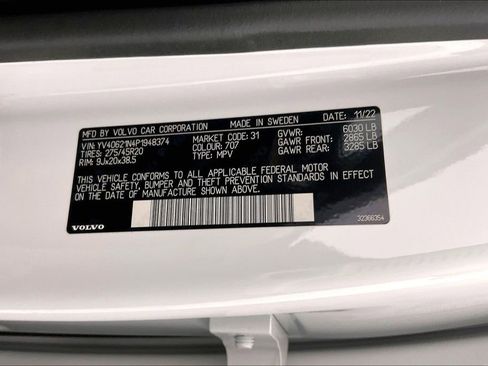 MFD BY VOLVO CAR CORPORATION MADE IN SWEDEN DATE: 11/22
VIN: YV4062 1N4P1948374 MARKET CODE: 31 GVWR: 6030 LB
TIRES: 275/45R20 COLOUR: 707 GAWR FRONT: 2865 LB
RIM: 9Jx20x38.5 TYPE: MPV GAWR REAR: 3285 LB
THIS VEHICLE CONFORMS TO ALL APPLICABLE FEDERAL MOTOR
VEHICLE SAFETY, BUMPER AND THEFT PREVENTION STANDARDS IN EFFECT
ON THE DATE OF MANUFACTURE SHOWN ABOVE.
VOLVO 32366354